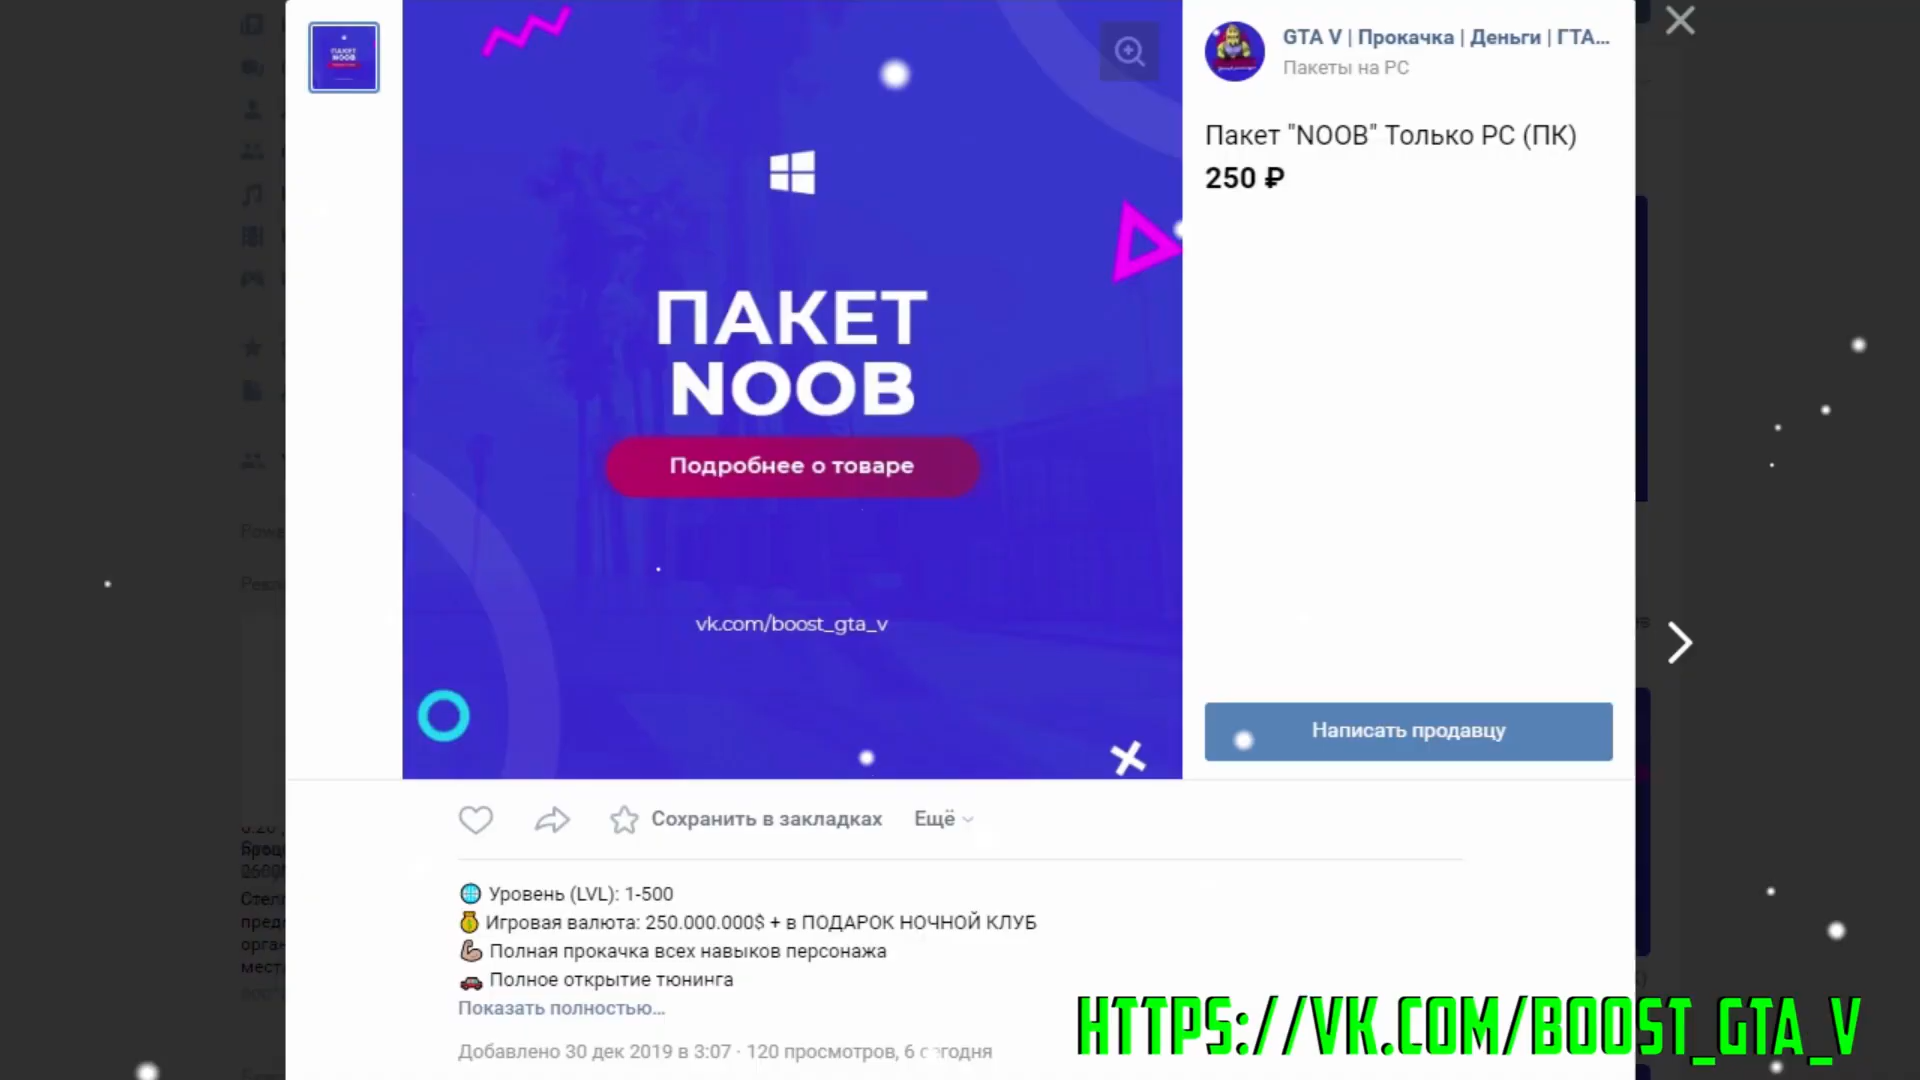 ПАКЕТ
NOOB
GTA V | Прокачка | Деньги | ГТА...
Пакеты на PC
Пакет "NOOB" Только PC (ПК)
250 ₽
ПАКЕТ
NOOB
Подробнее о товаре
vk.com/boost_gta_v
Написать продавцу
Сохранить в закладках Ещё
Уровень (LVL): 1-500
Игровая валюта: 250.000.000$ + в ПОДАРОК НОЧНОЙ КЛУБ
Полная прокачка всех навыков персонажа
Полное открытие тюнинга
Показать полностью...
Добавлено 30 дек 2019 в 3:07 · 120 просмотров, 6 сегодня
HTTPS://VK.COM/BOOST_GTA_V